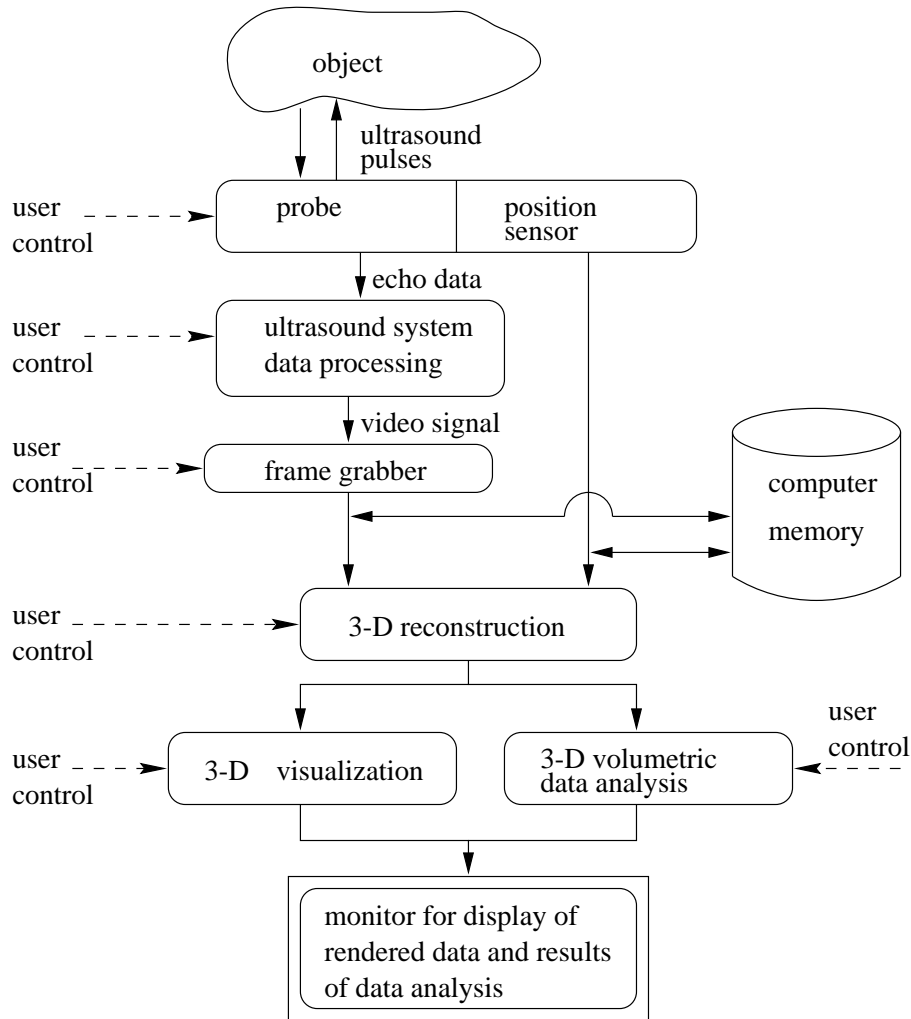 object
ultrasound
pulses
user
control
probe
position
sensor
echo data
user
control
ultrasound system
data processing
video signal
user
control
frame grabber
computer
memory
user
control
3-D reconstruction
user
control
3-D visualization
3-D volumetric
data analysis
user
control
monitor for display of
rendered data and results
of data analysis